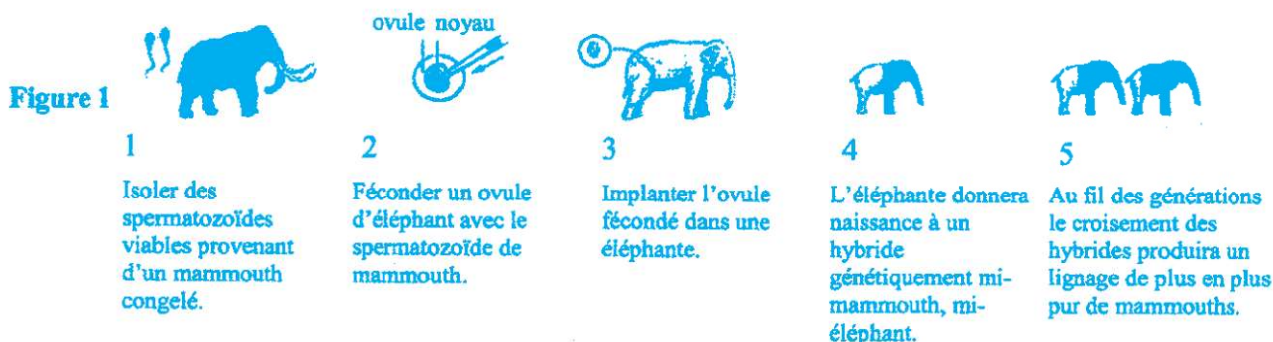 ovule noyau
Figure 1
1
Isoler des
spermatozoïdes
viables provenant
d'un mammouth
congelé.
2
Féconder un ovule
d'éléphant avec le
spermatozoïde de
mammouth.
3
Implanter l'ovule
fécondé dans une
éléphante.
4
L'éléphante donnera
naissance à un
hybride
génétiquement mi-
mammouth, mi-
éléphant.
5
Au fil des générations
le croisement des
hybrides produira un
lignage de plus en plus
pur de mammouths.